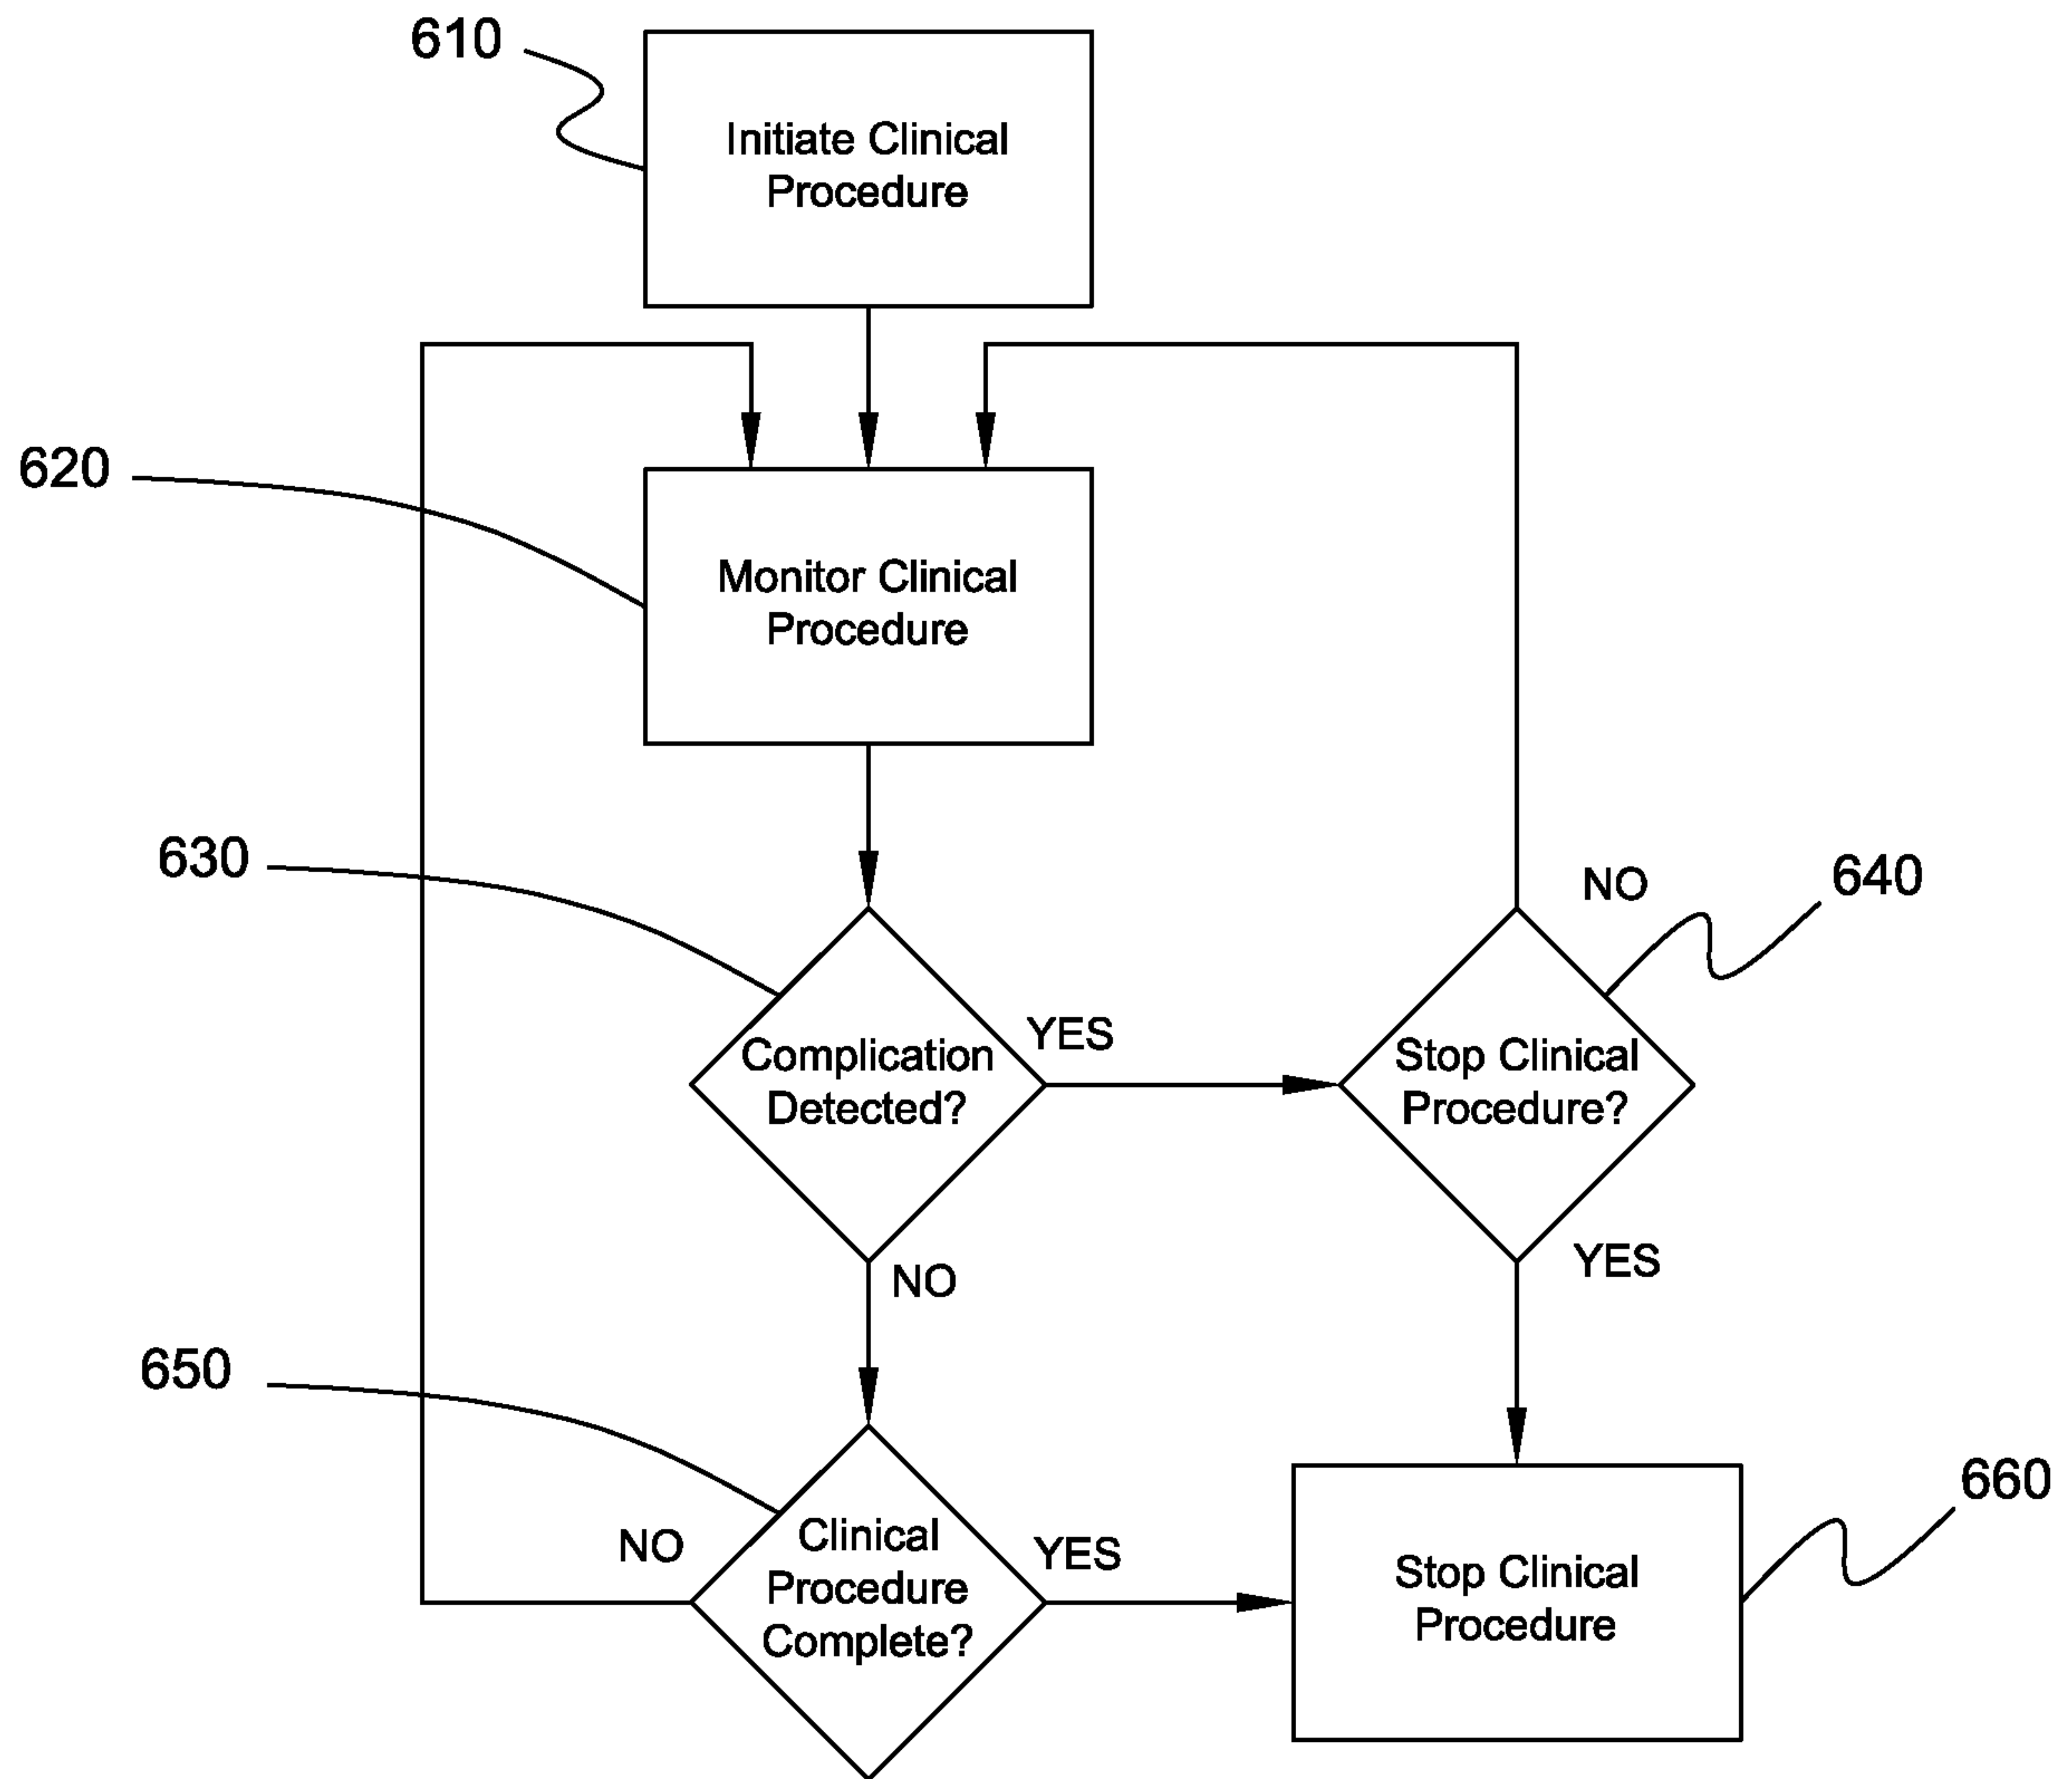 610
Initiate Clinical
Procedure
620
Monitor Clinical
Procedure
630
Complication
Detected?
YES
NO
640
NO
Stop Clinical
Procedure?
YES
650
Clinical
Procedure
Complete?
NO
YES
660
Stop Clinical
Procedure